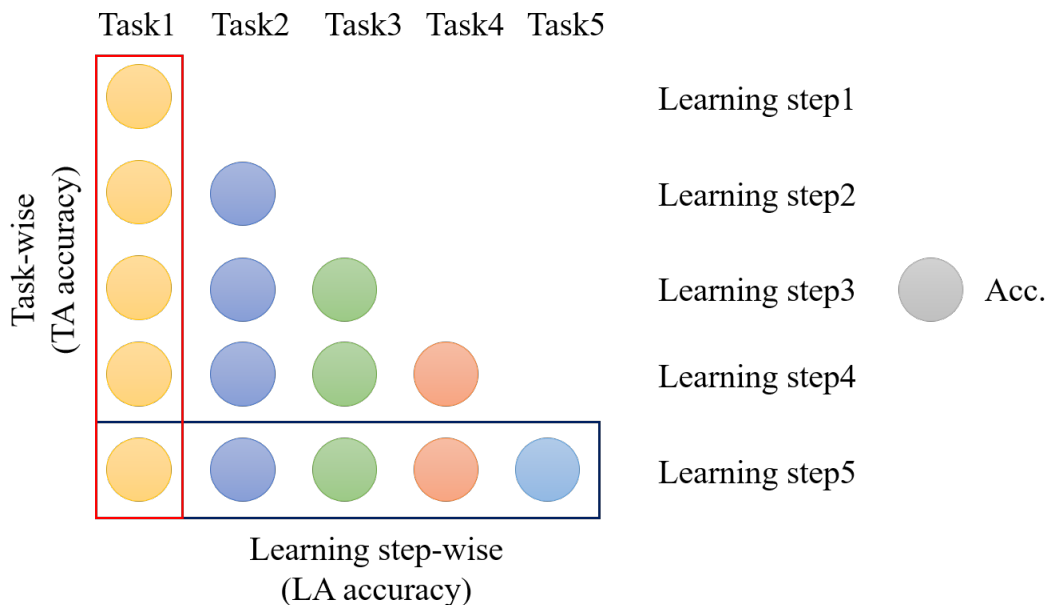 Task1 Task2 Task3 Task4 Task5
Learning step1
Learning step2
Learning step3
Learning step4
Learning step5
Acc.
Task-wise
(TA accuracy)
Learning step-wise
(LA accuracy)